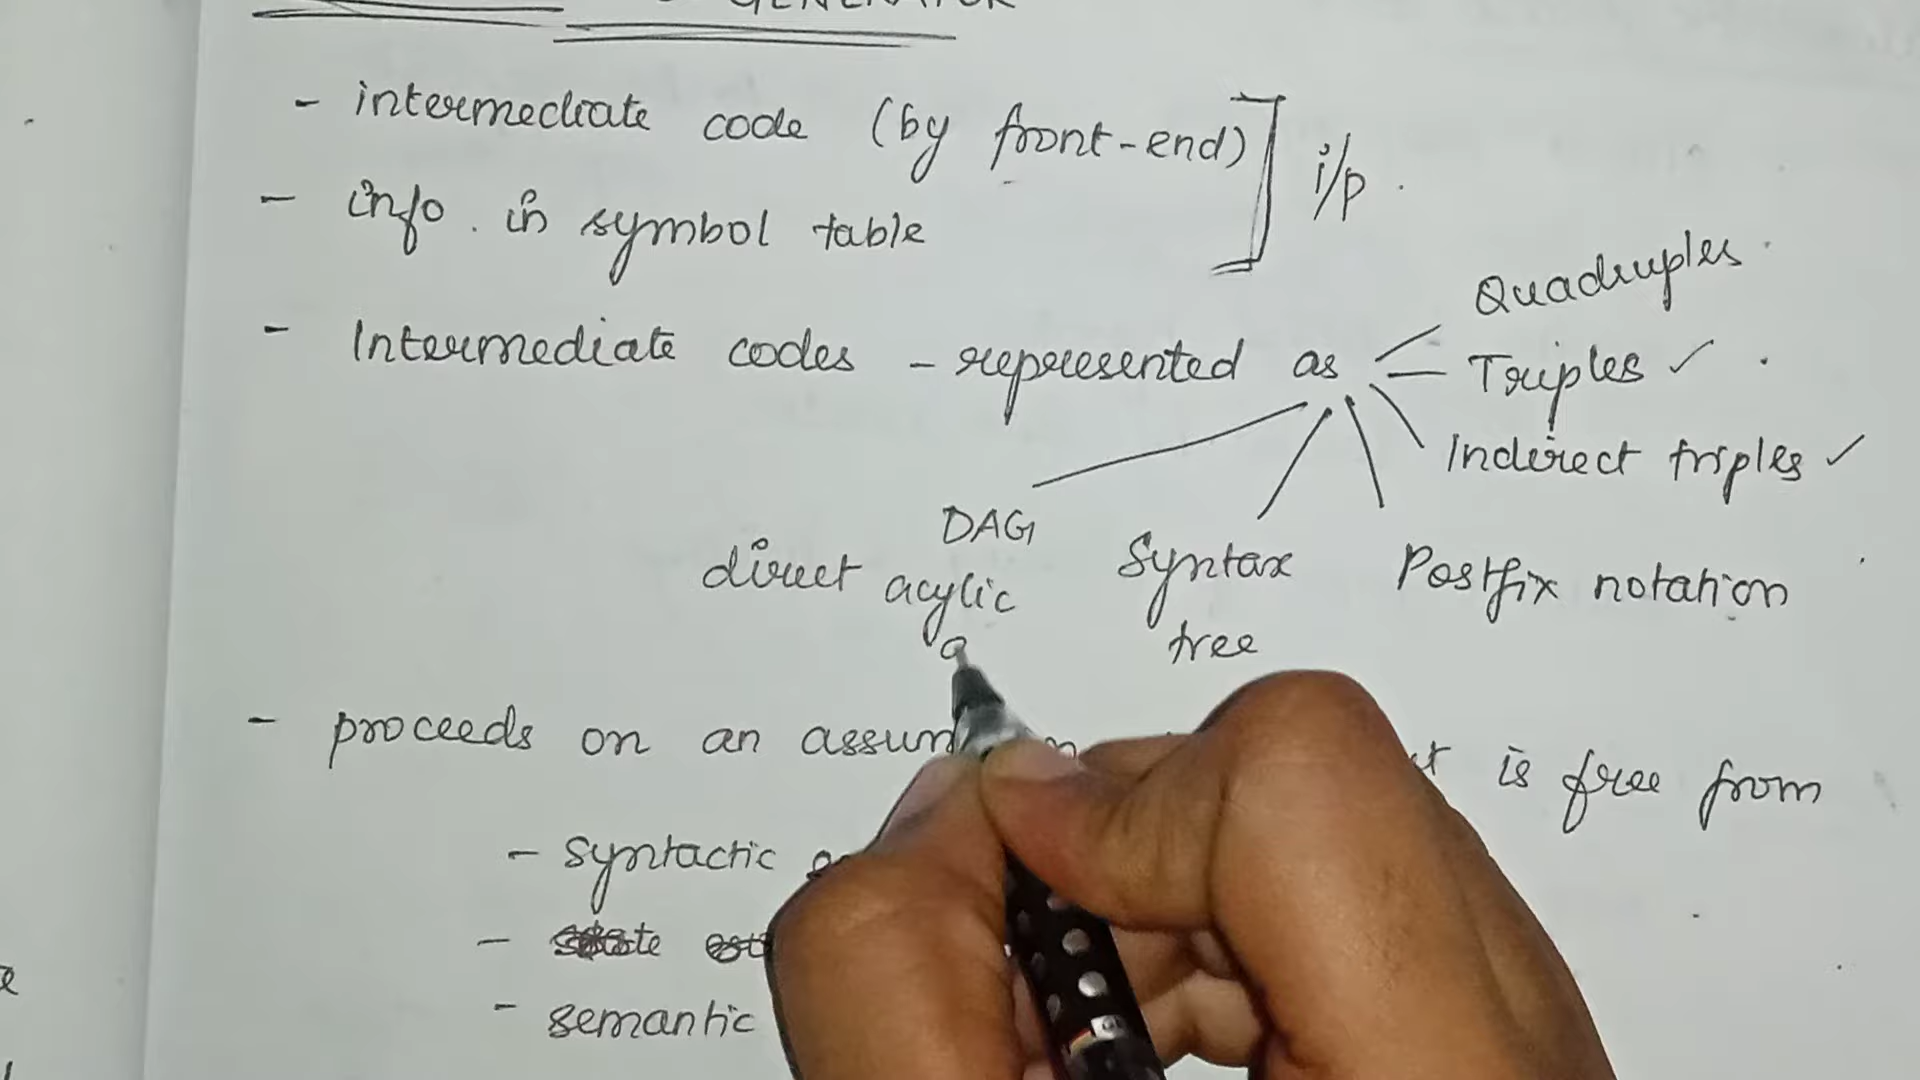 GENERATOR
- intermediate code (by front-end)
- info. in symbol table
i/p.
- Intermediate codes - represented as
Quadruples
Triples ✓
Indirect triples ✓
DAG
direct acylic
Syntax
tree
Postfix notation
- proceeds on an is free from
- syntactic
-
- semantic